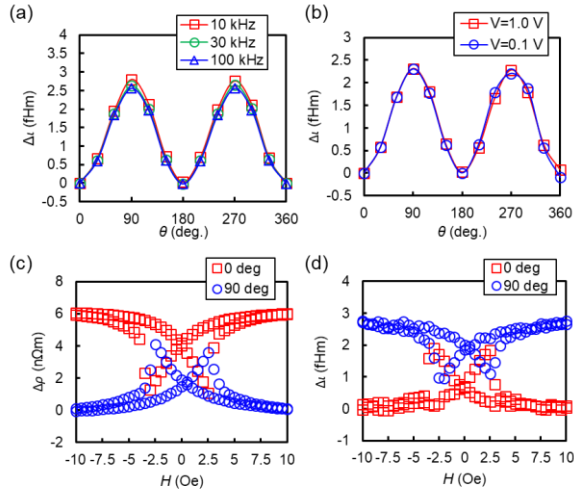 (a)
10 kHz
30 kHz
100 kHz
4
3.5
3
2.5
2
1.5
1
0.5
0
-0.5
Δι (fHm)
0 90 180 270 360
θ (deg.)
(b)
V=1.0 V
V=0.1 V
3
2.5
2
1.5
1
0.5
0
-0.5
Δι (fHm)
0 90 180 270 360
θ (deg.)
(c)
0 deg
90 deg
8
6
4
2
0
-2
Δρ (nΩm)
-10 -7.5 -5 -2.5 0 2.5 5 7.5 10
H (Oe)
(d)
0 deg
90 deg
4
3
2
1
0
-1
Δι (fHm)
-10 -7.5 -5 -2.5 0 2.5 5 7.5 10
H (Oe)